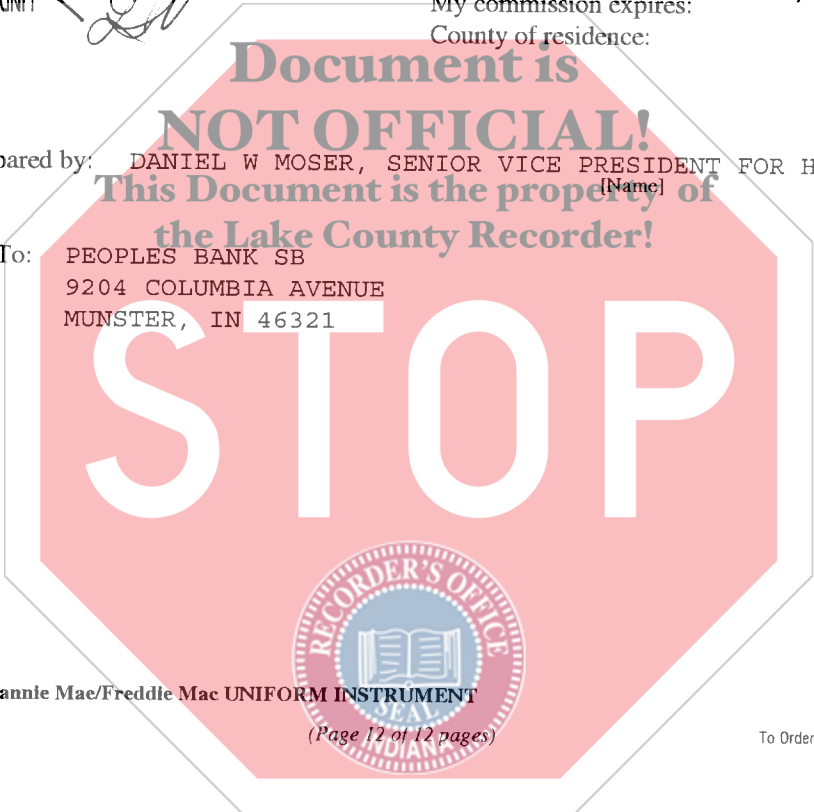 UNIT
My commission expires:
County of residence:
Document is
NOT OFFICIAL!
pared by: DANIEL W MOSER, SENIOR VICE PRESIDENT FOR H
[Name]
This Document is the property of
the Lake County Recorder!
To: PEOPLES BANK SB
9204 COLUMBIA AVENUE
MUNSTER, IN 46321
STOP
RECORDER'S OFFICE
SEAL
INDIANA
annie Mae/Freddie Mac UNIFORM INSTRUMENT
(Page 12 of 12 pages)
To Order